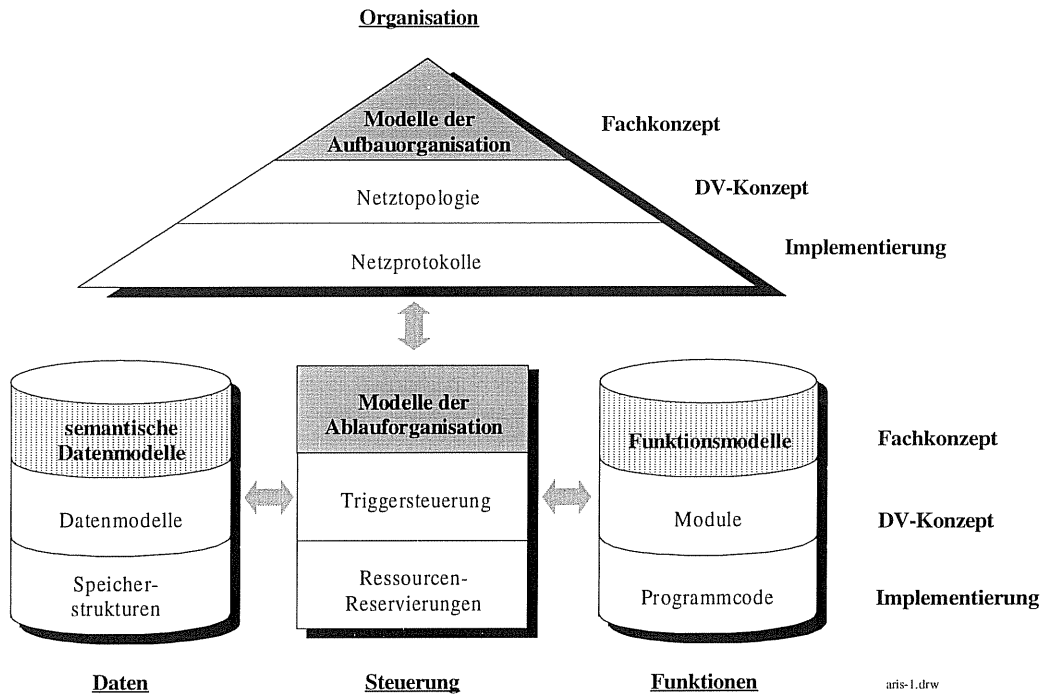 Organisation
Modelle der
Aufbauorganisation
Fachkonzept
Netztopologie
DV-Konzept
Netzprotokolle
Implementierung
semantische
Datenmodelle
Datenmodelle
Speicher-
strukturen
Modelle der
Ablauforganisation
Triggersteuerung
Ressourcen-
Reservierungen
Funktionsmodelle
Module
Programmcode
Fachkonzept
DV-Konzept
Implementierung
Daten
Steuerung
Funktionen
aris-1.drw